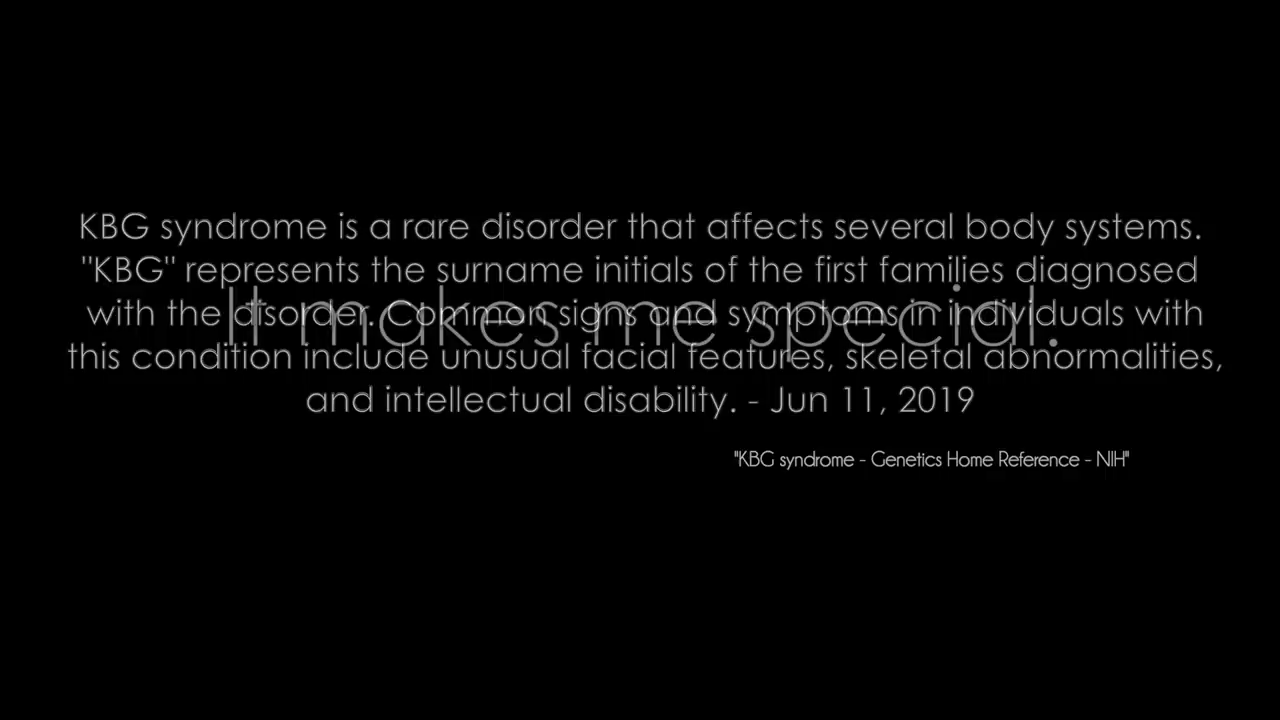 KBG syndrome is a rare disorder that affects several body systems.
"KBG" represents the surname initials of the first families diagnosed
with the disorder. Common signs and symptoms in individuals with
It makes me special.
this condition include unusual facial features, skeletal abnormalities,
and intellectual disability. - Jun 11, 2019
"KBG syndrome - Genetics Home Reference - NIH"